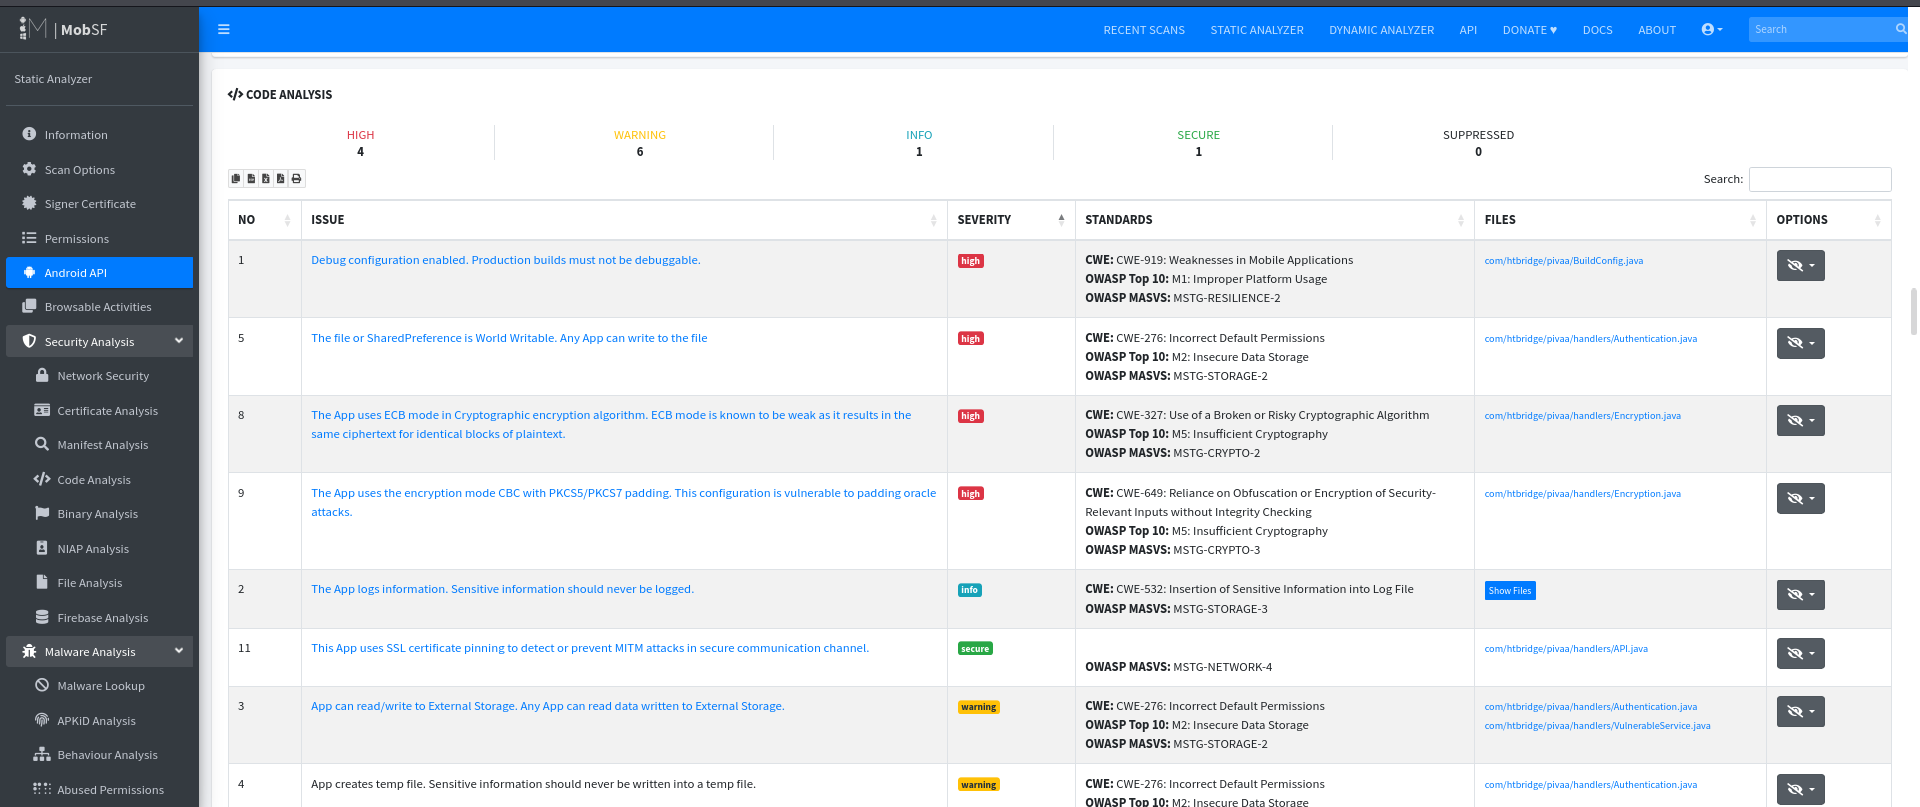 M | MobSF
RECENT SCANS STATIC ANALYZER DYNAMIC ANALYZER API DONATE ♥ DOCS ABOUT Search
Static Analyzer
Information
Scan Options
Signer Certificate
Permissions
Android API
Browsable Activities
Security Analysis
Network Security
Certificate Analysis
Manifest Analysis
Code Analysis
Binary Analysis
NIAP Analysis
File Analysis
Firebase Analysis
Malware Analysis
Malware Lookup
APKiD Analysis
Behaviour Analysis
Abused Permissions
</> CODE ANALYSIS
HIGH WARNING INFO SECURE SUPPRESSED
4 6 1 1 0
Search:
NO ISSUE SEVERITY STANDARDS FILES OPTIONS
1 Debug configuration enabled. Production builds must not be debuggable. high CWE: CWE-919: Weaknesses in Mobile Applications com/htbridge/pivaa/BuildConfig.java
OWASP Top 10: M1: Improper Platform Usage
OWASP MASVS: MSTG-RESILIENCE-2
5 The file or SharedPreference is World Writable. Any App can write to the file high CWE: CWE-276: Incorrect Default Permissions com/htbridge/pivaa/handlers/Authentication.java
OWASP Top 10: M2: Insecure Data Storage
OWASP MASVS: MSTG-STORAGE-2
8 The App uses ECB mode in Cryptographic encryption algorithm. ECB mode is known to be weak as it results in the high CWE: CWE-327: Use of a Broken or Risky Cryptographic Algorithm com/htbridge/pivaa/handlers/Encryption.java
same ciphertext for identical blocks of plaintext. OWASP Top 10: M5: Insufficient Cryptography
OWASP MASVS: MSTG-CRYPTO-2
9 The App uses the encryption mode CBC with PKCS5/PKCS7 padding. This configuration is vulnerable to padding oracle high CWE: CWE-649: Reliance on Obfuscation or Encryption of Security- com/htbridge/pivaa/handlers/Encryption.java
attacks. Relevant Inputs without Integrity Checking
OWASP Top 10: M5: Insufficient Cryptography
OWASP MASVS: MSTG-CRYPTO-3
2 The App logs information. Sensitive information should never be logged. info CWE: CWE-532: Insertion of Sensitive Information into Log File Show Files
OWASP MASVS: MSTG-STORAGE-3
11 This App uses SSL certificate pinning to detect or prevent MITM attacks in secure communication channel. secure com/htbridge/pivaa/handlers/API.java
OWASP MASVS: MSTG-NETWORK-4
3 App can read/write to External Storage. Any App can read data written to External Storage. warning CWE: CWE-276: Incorrect Default Permissions com/htbridge/pivaa/handlers/Authentication.java
OWASP Top 10: M2: Insecure Data Storage com/htbridge/pivaa/handlers/VulnerableService.java
OWASP MASVS: MSTG-STORAGE-2
4 App creates temp file. Sensitive information should never be written into a temp file. warning CWE: CWE-276: Incorrect Default Permissions com/htbridge/pivaa/handlers/Authentication.java
OWASP Top 10: M2: Insecure Data Storage